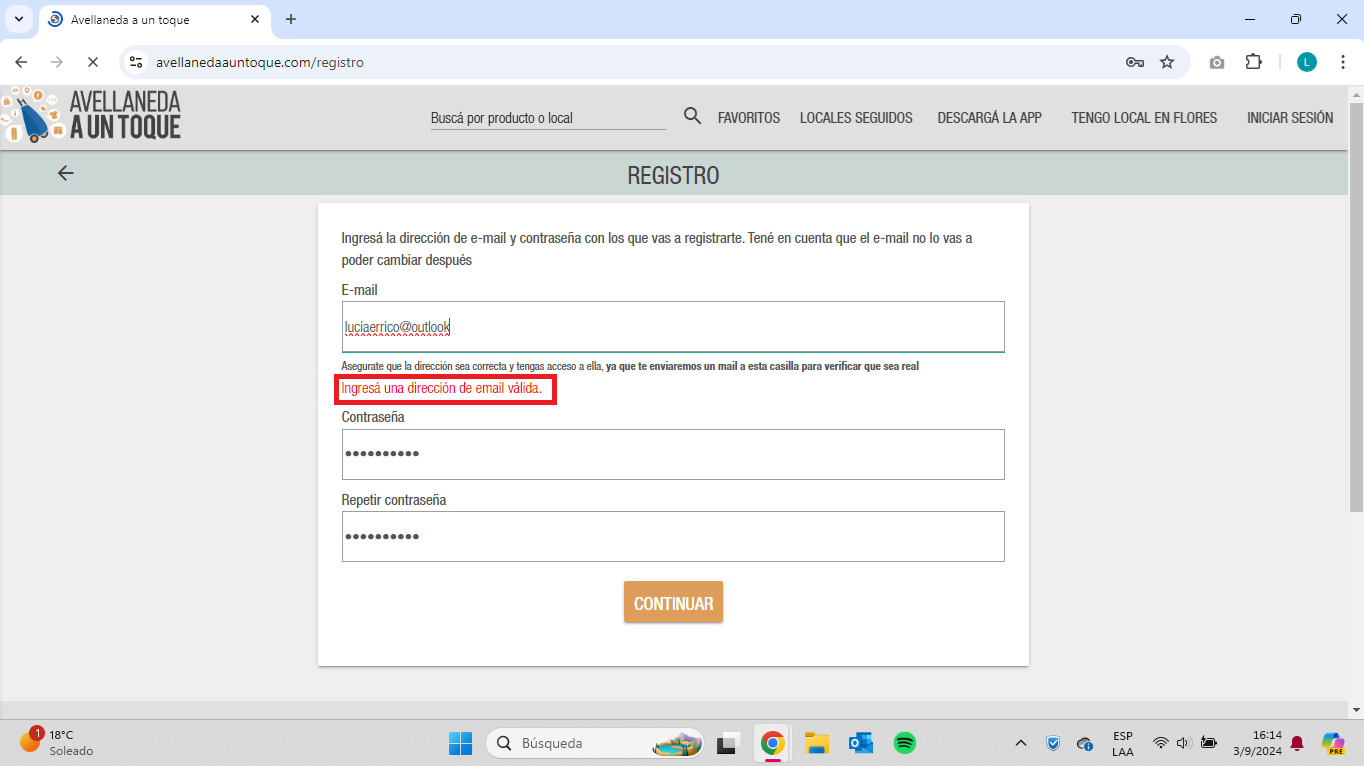 Avellaneda a un toque
avellanedaauntoque.com/registro
L
AVELLANEDA
A UN TOQUE
Buscá por producto o local
FAVORITOS
LOCALES SEGUIDOS
DESCARGÁ LA APP
TENGO LOCAL EN FLORES
INICIAR SESIÓN
REGISTRO
Ingresá la dirección de e-mail y contraseña con los que vas a registrarte. Tené en cuenta que el e-mail no lo vas a
poder cambiar después
E-mail
luciaerrico@outlook
Asegurate que la dirección sea correcta y tengas acceso a ella, ya que te enviaremos un mail a esta casilla para verificar que sea real
Ingresá una dirección de email válida.
Contraseña
••••••••••
Repetir contraseña
••••••••••
CONTINUAR
1
18°C
Soleado
Búsqueda
ESP
LAA
16:14
3/9/2024
PRE